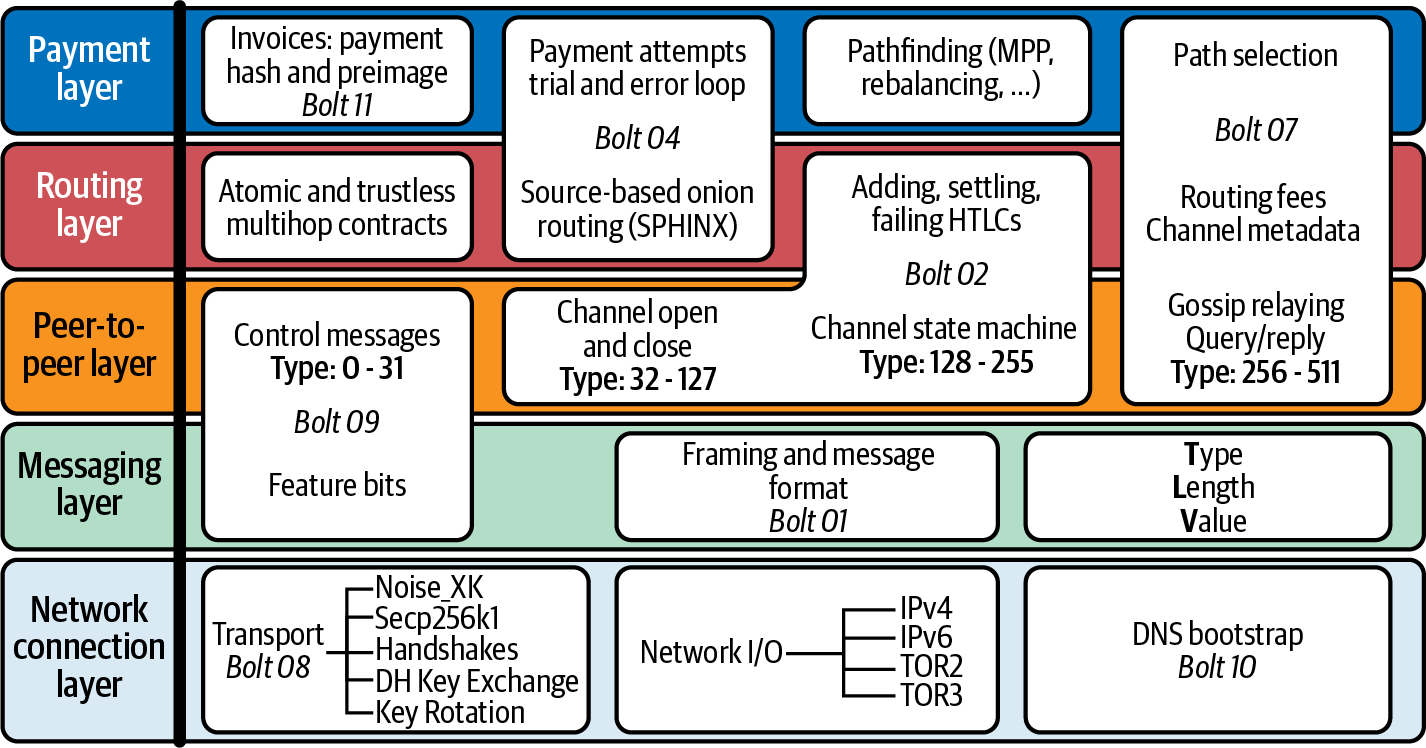 Payment
layer
Invoices: payment
hash and preimage
Bolt 11
Payment attempts
trial and error loop
Bolt 04
Source-based onion
routing (SPHINX)
Pathfinding (MPP,
rebalancing, ...)
Path selection
Bolt 07
Routing fees
Channel metadata
Gossip relaying
Query/reply
Type: 256 - 511
Routing
layer
Atomic and trustless
multihop contracts
Adding, settling,
failing HTLCs
Bolt 02
Channel state machine
Type: 128 - 255
Peer-to-
peer layer
Control messages
Type: 0 - 31
Bolt 09
Feature bits
Channel open
and close
Type: 32 - 127
Messaging
layer
Framing and message
format
Bolt 01
Type
Length
Value
Network
connection
layer
Transport
Bolt 08
Noise_XK
Secp256k1
Handshakes
DH Key Exchange
Key Rotation
Network I/O
IPv4
IPv6
TOR2
TOR3
DNS bootstrap
Bolt 10